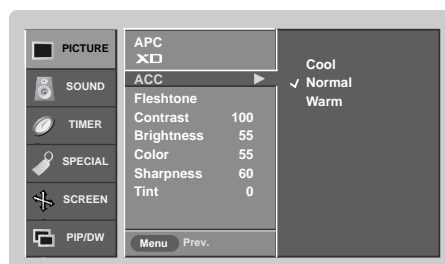 PICTURE
SOUND
TIMER
SPECIAL
SCREEN
PIP/DW
APC
XD
ACC
Fleshtone
Contrast 100
Brightness 55
Color 55
Sharpness 60
Tint 0
Menu Prev.
Cool
Normal
Warm